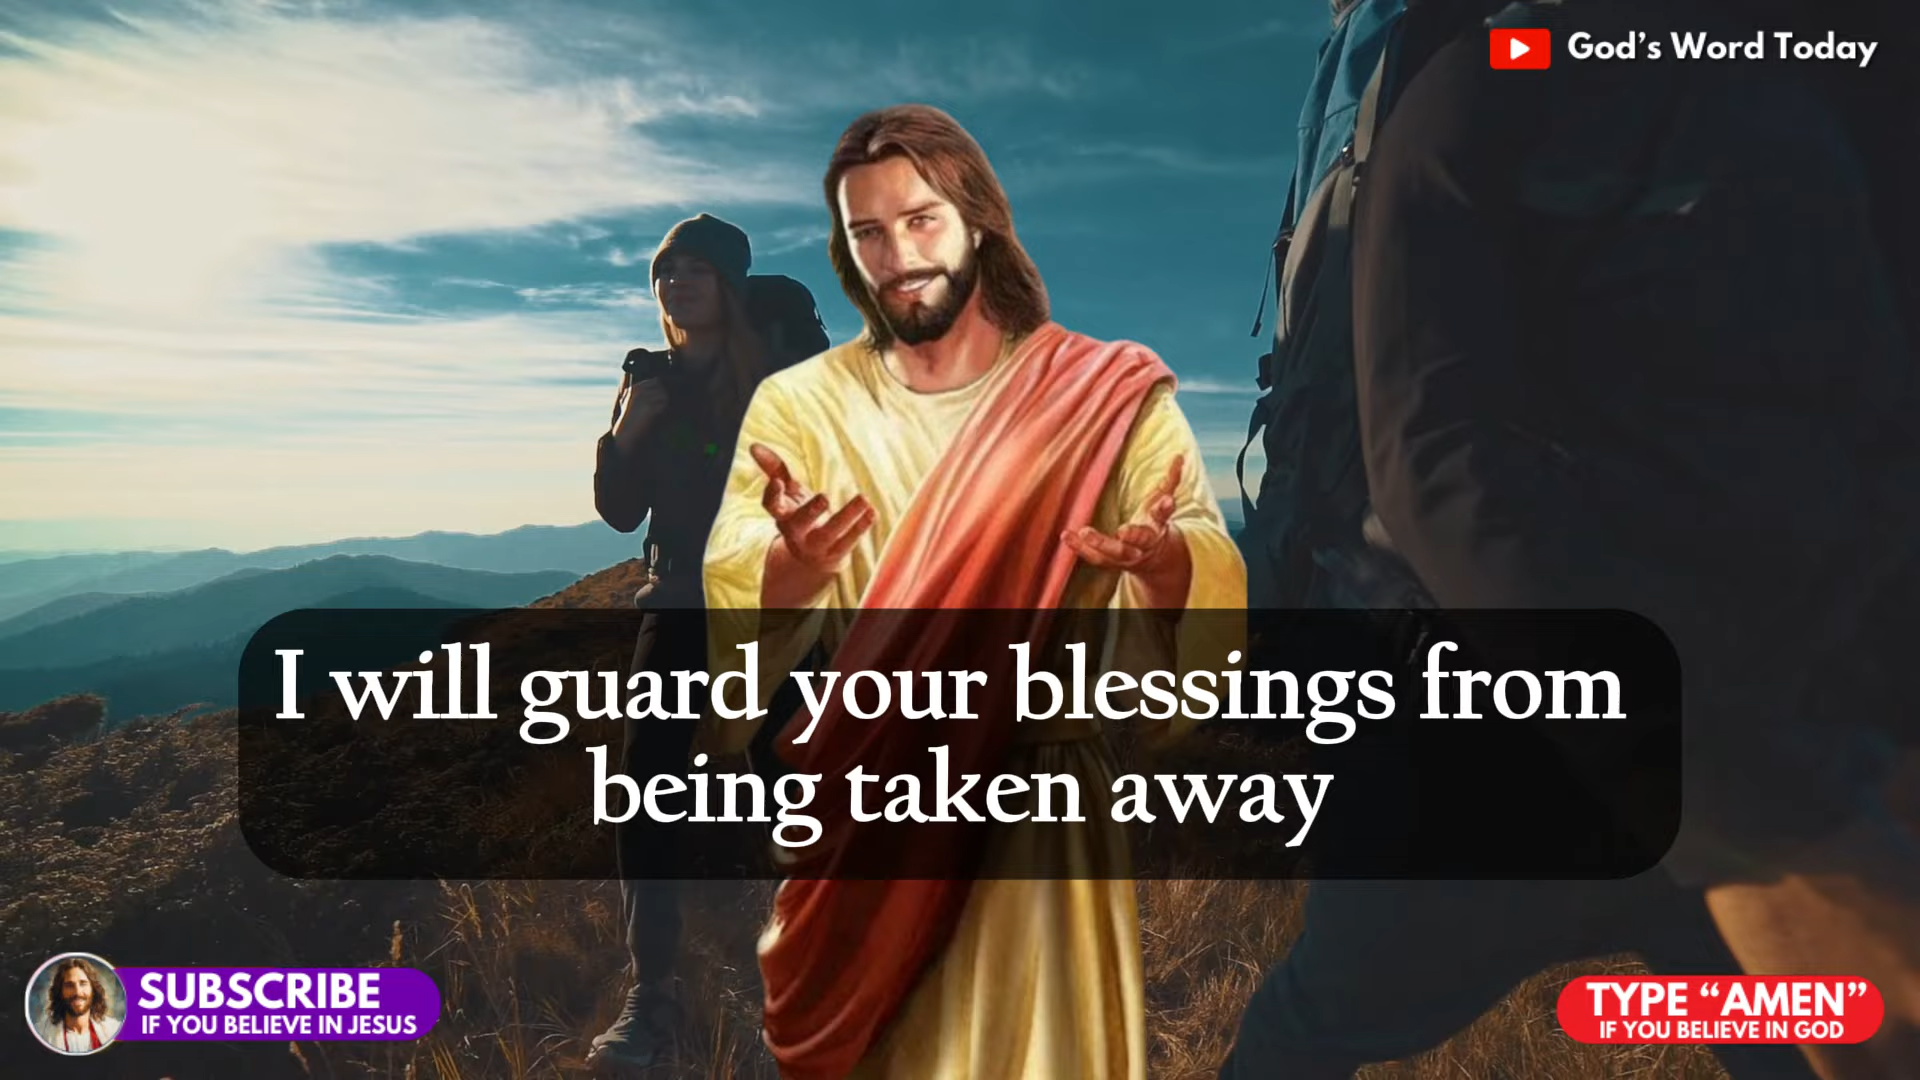 God’s Word Today
I will guard your blessings from
being taken away
SUBSCRIBE
IF YOU BELIEVE IN JESUS
TYPE “AMEN”
IF YOU BELIEVE IN GOD